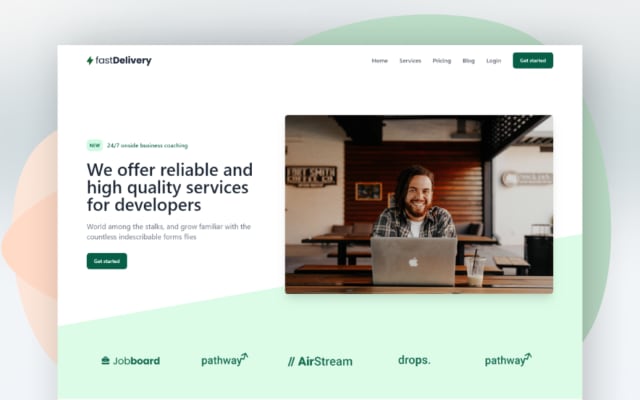 fastDelivery
Home Services Pricing Blog Login Get started
NEW 24/7 onside business coaching
We offer reliable and
high quality services
for developers
World among the stalks, and grow familiar with the
countless indescribable forms flies
Get started
FORT SMITH
COFFEE CO.
Jobboard pathway // AirStream drops. pathway